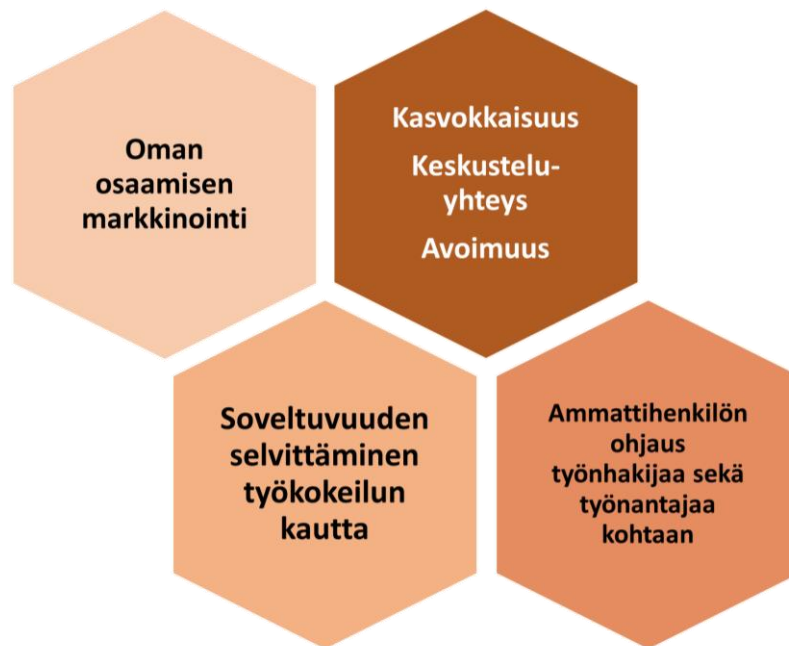 Oman
osaamisen
markkinointi
Kasvokkaisuus
Keskustelu-
yhteys
Avoimuus
Soveltuvuuden
selvittäminen
työkokeilun
kautta
Ammattihenkilön
ohjaus
työnhakijaa sekä
työnantajaa
kohtaan